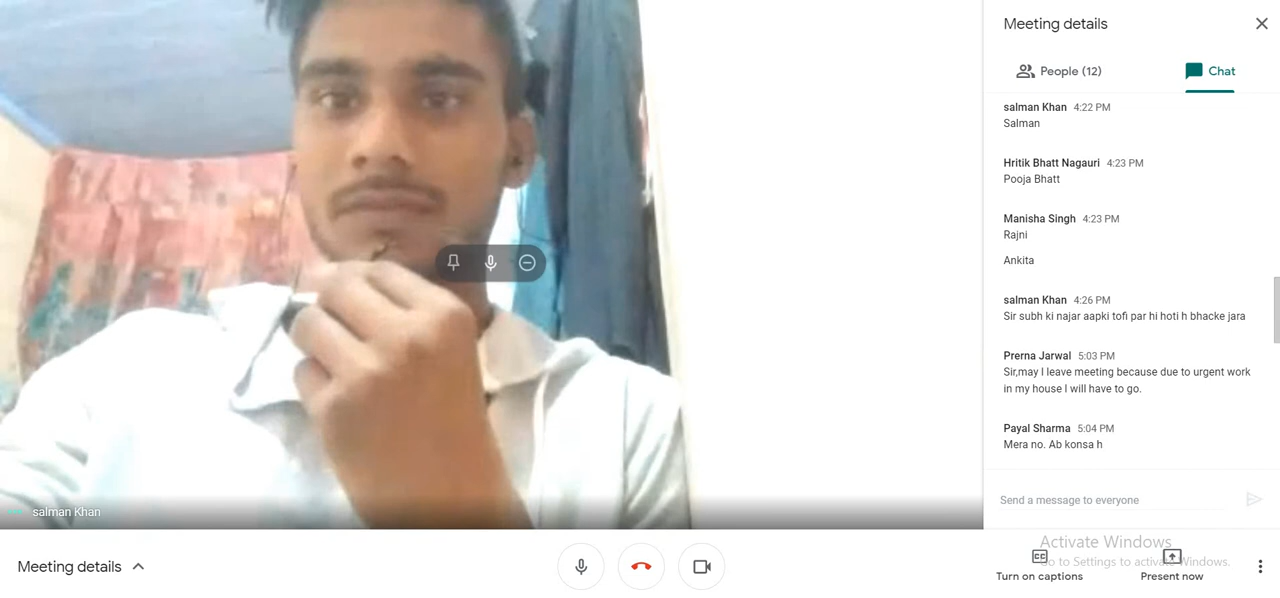 Meeting details
People (12)
Chat
salman Khan 4:22 PM
Salman
Hritik Bhatt Nagauri 4:23 PM
Pooja Bhatt
Manisha Singh 4:23 PM
Rajni
Ankita
salman Khan 4:26 PM
Sir subh ki najar aapki tofi par hi hoti h bhacke jara
Prerna Jarwal 5:03 PM
Sir,may I leave meeting because due to urgent work
in my house I will have to go.
Payal Sharma 5:04 PM
Mera no. Ab konsa h
Send a message to everyone
salman Khan
Meeting details
Activate Windows
Go to Settings to activate Windows.
CC
Turn on captions
Present now